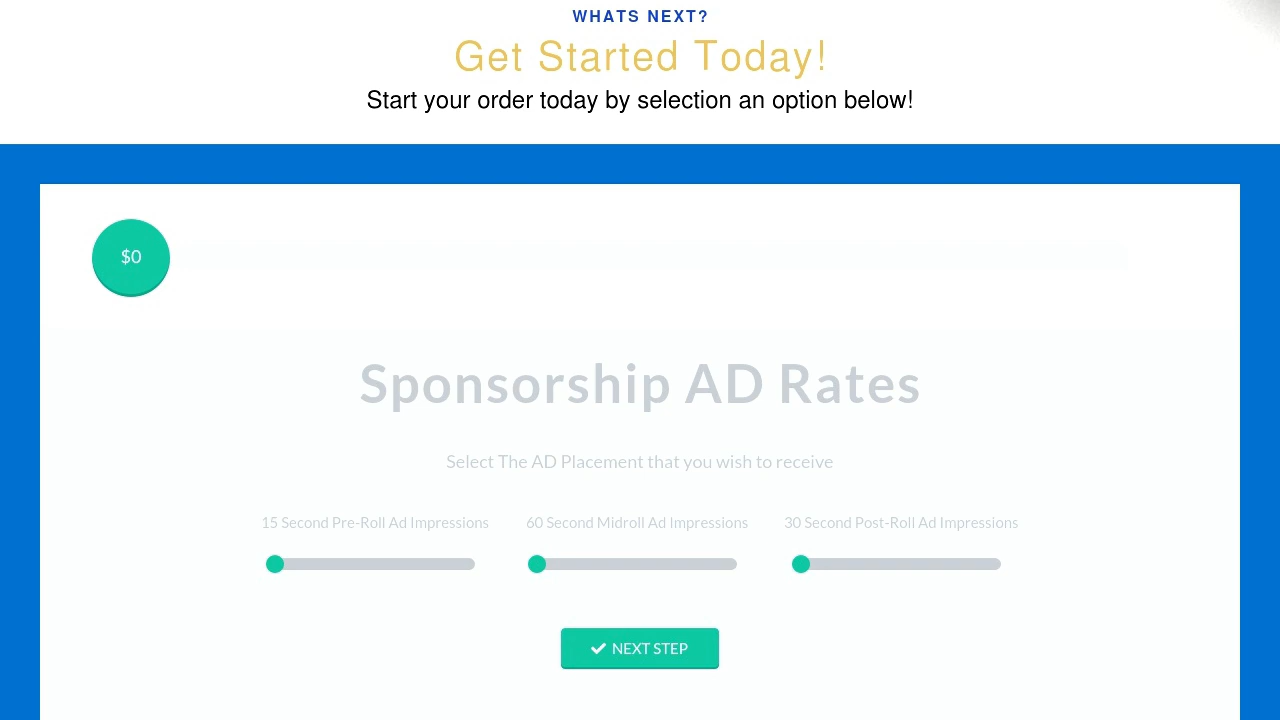 WHATS NEXT?
Get Started Today!
Start your order today by selection an option below!
$0
Sponsorship AD Rates
Select The AD Placement that you wish to receive
15 Second Pre-Roll Ad Impressions
60 Second Midroll Ad Impressions
30 Second Post-Roll Ad Impressions
NEXT STEP